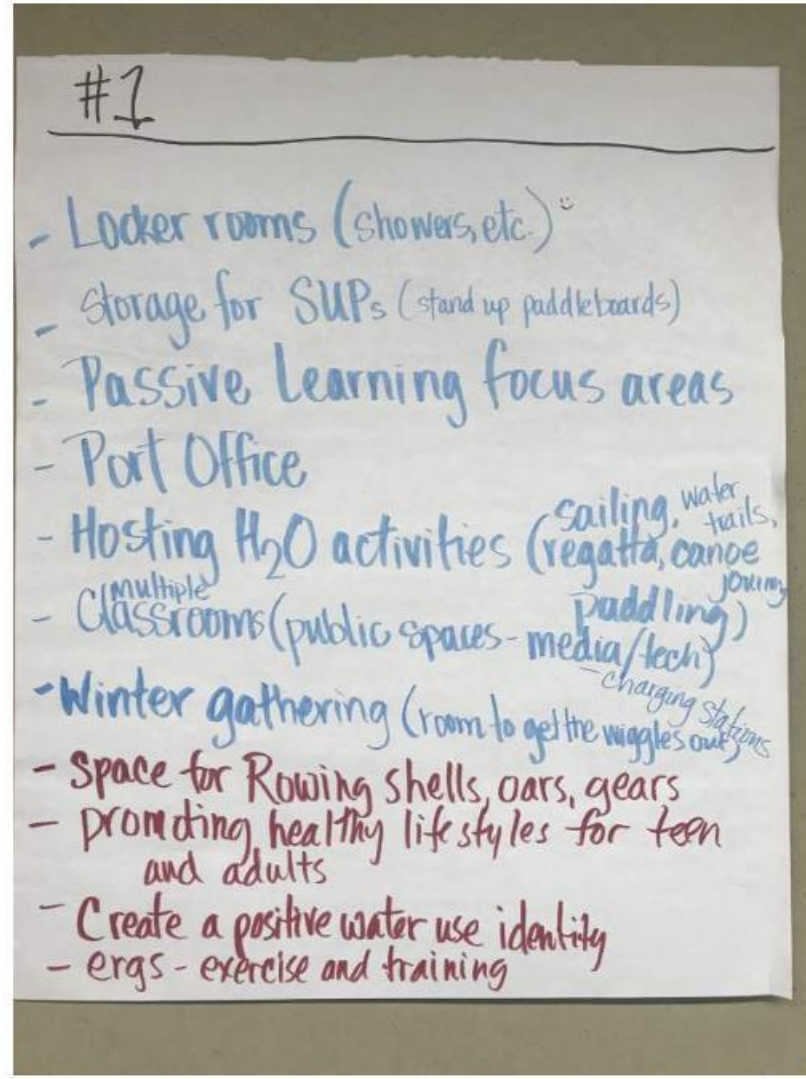 #1
- Locker rooms (showers, etc.) :)
- Storage for SUPs (stand up paddleboards)
- Passive Learning focus areas
- Port Office
- Hosting H₂O activities (sailing, water trails,
regatta, canoe journey
paddling)
- multiple Classrooms (public spaces - media/tech)
- charging stations
- Winter gathering (room to get the wiggles out)
- Space for Rowing shells, oars, gears
- promoting healthy lifestyles for teen
and adults
- Create a positive water use identity
- ergs - exercise and training